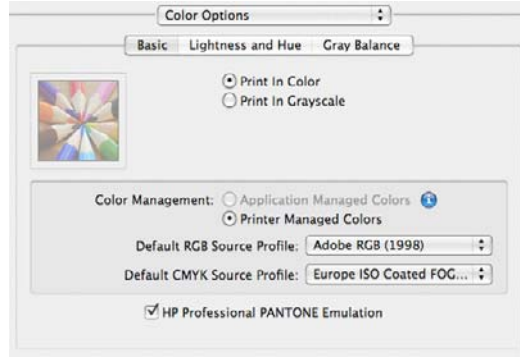 Color Options
Basic Lightness and Hue Gray Balance
Print In Color
Print In Grayscale
Color Management: Application Managed Colors
Printer Managed Colors
Default RGB Source Profile: Adobe RGB (1998)
Default CMYK Source Profile: Europe ISO Coated FOG...
HP Professional PANTONE Emulation